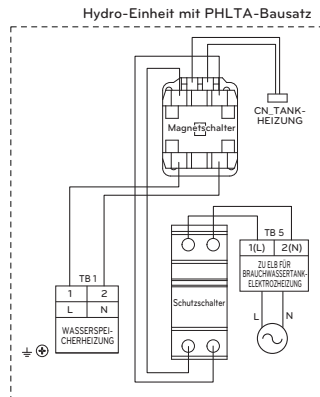 Hydro-Einheit mit PHLTA-Bausatz
CN_TANK-
HEIZUNG
Magnetschalter
TB 5
1(L) 2(N)
ZU ELB FÜR
BRAUCHWASSERTANK-
ELEKTROHEIZUNG
L N
TB 1
1 2
L N
WASSERSPEI-
CHERHEIZUNG
Schutzschalter